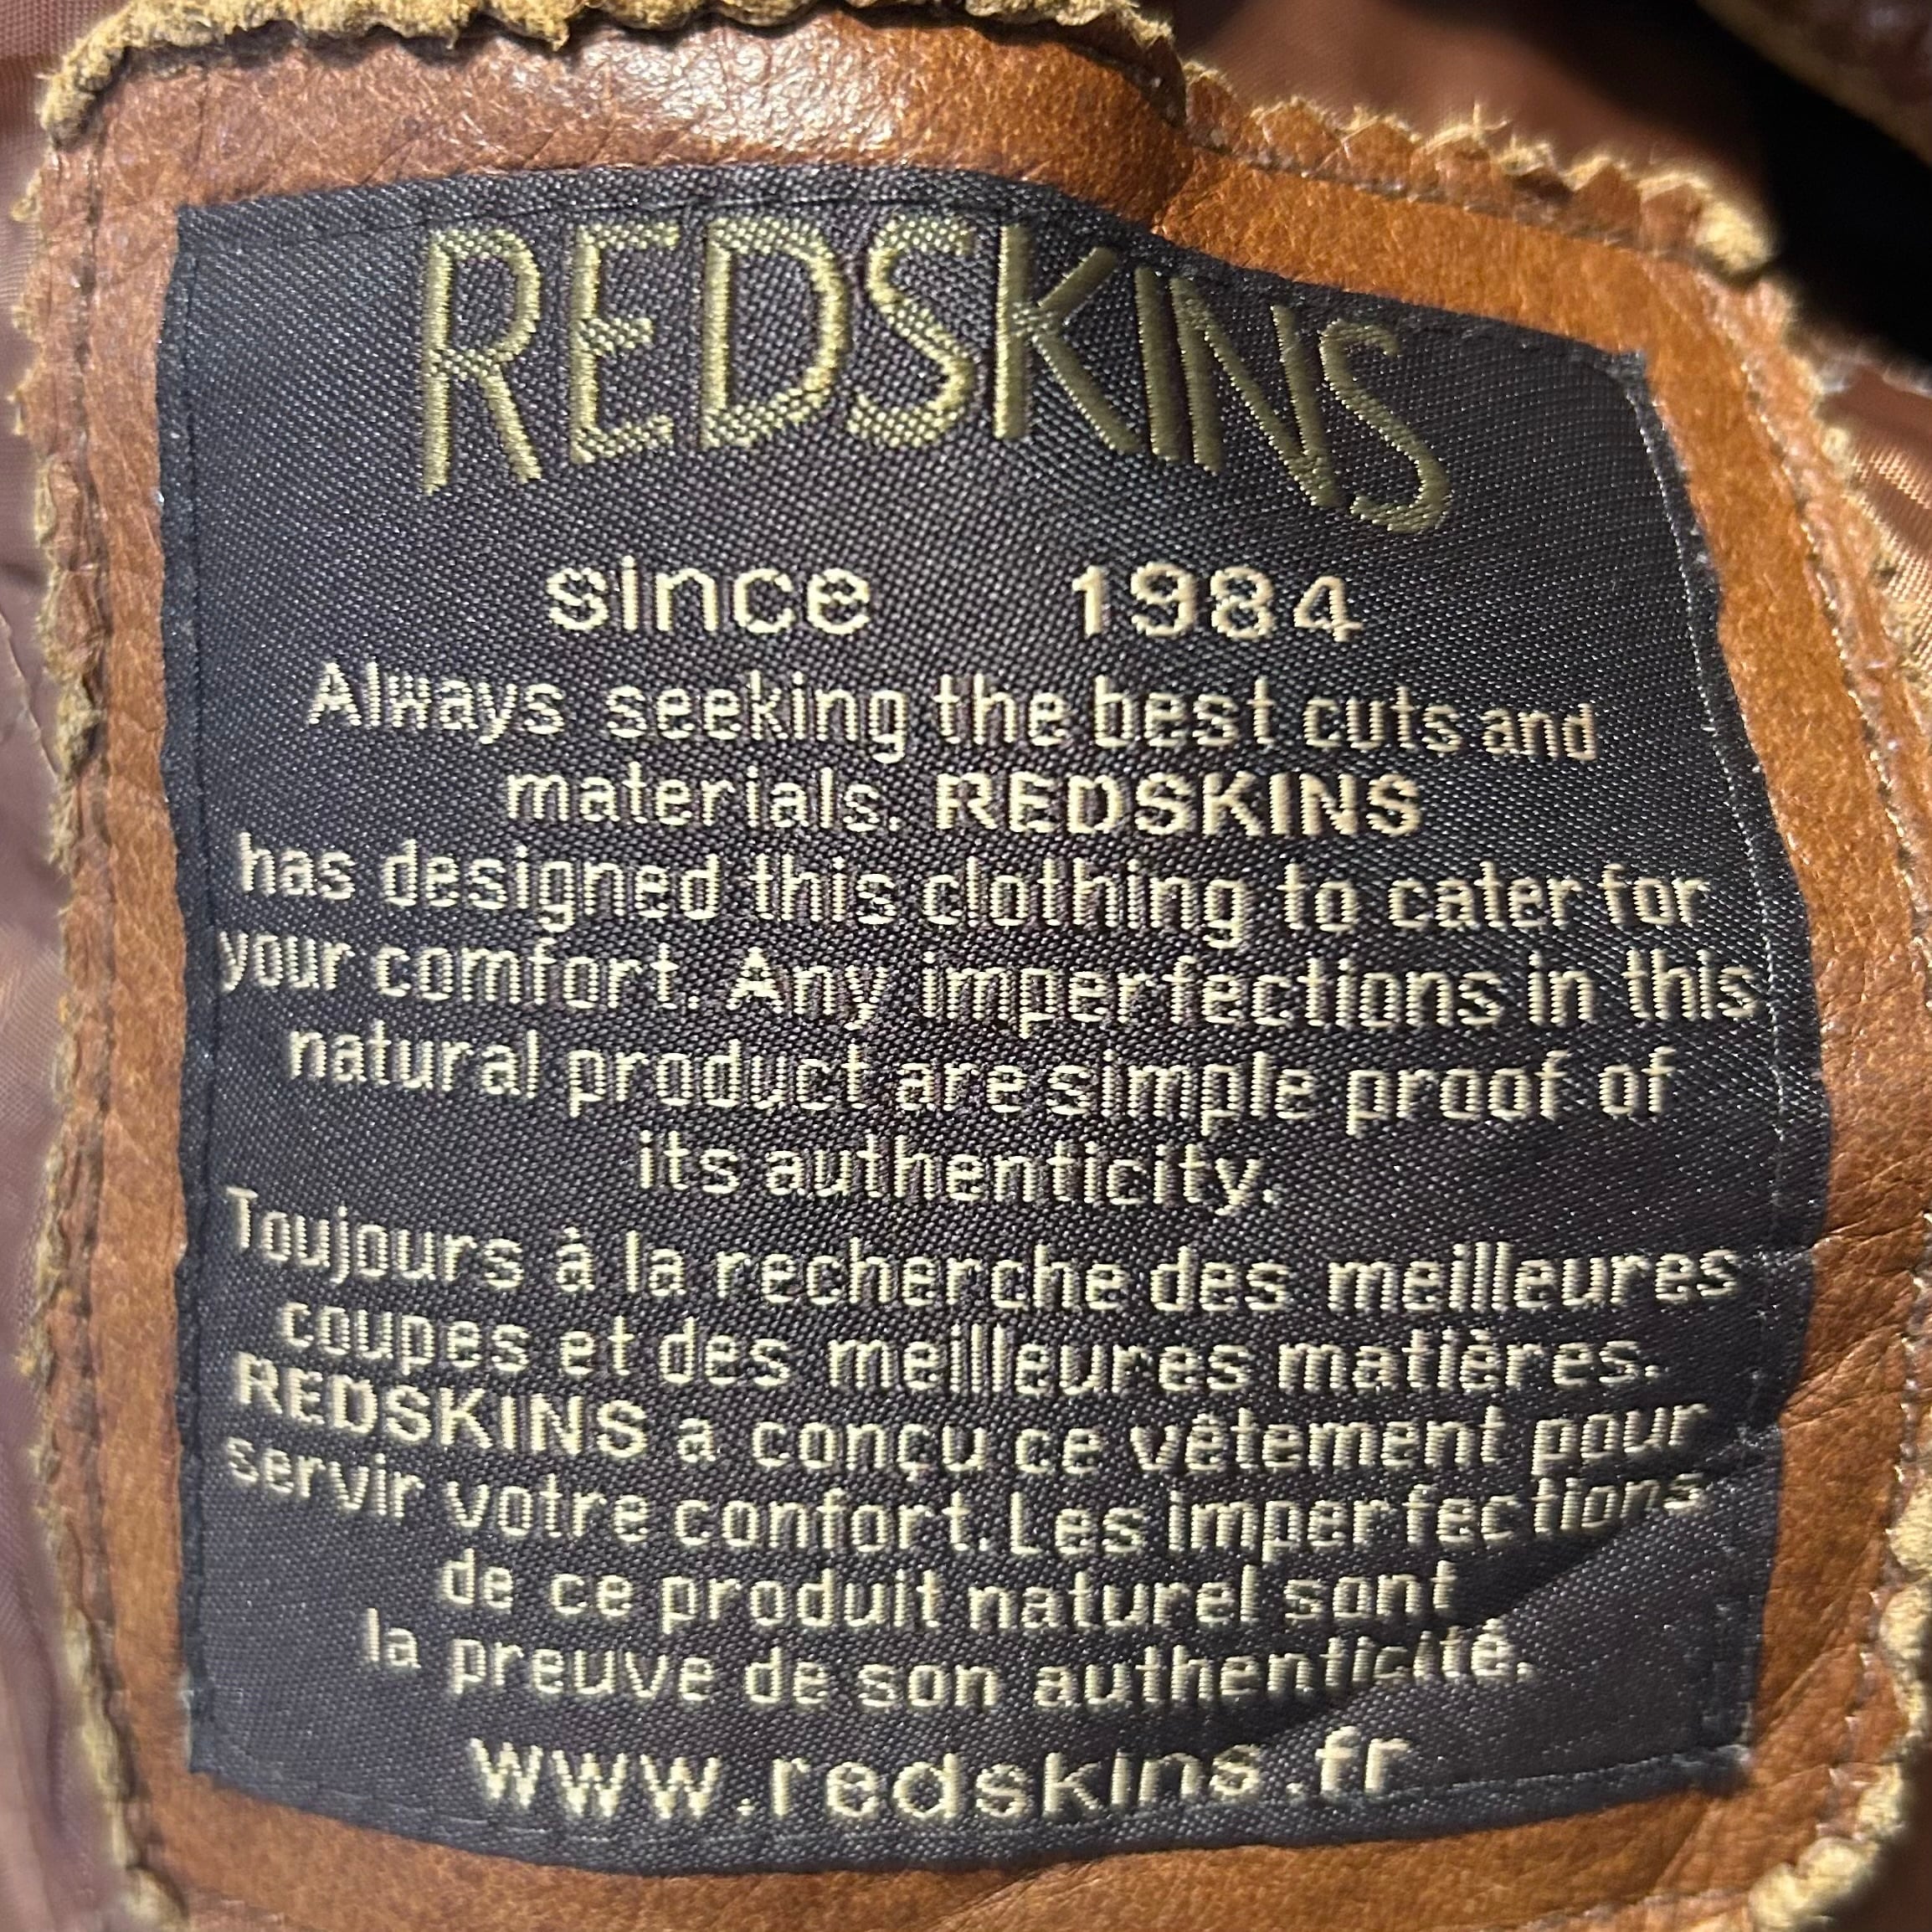 REDSKINS
since 1984
Always seeking the best cuts and
materials. REDSKINS
has designed this clothing to cater for
your comfort. Any imperfections in this
natural product are simple proof of
its authenticity.
Toujours à la recherche des meilleures
coupes et des meilleures matières.
REDSKINS a conçu ce vêtement pour
servir votre confort. Les imperfections
de ce produit naturel sont
la preuve de son authenticité.
www.redskins.fr